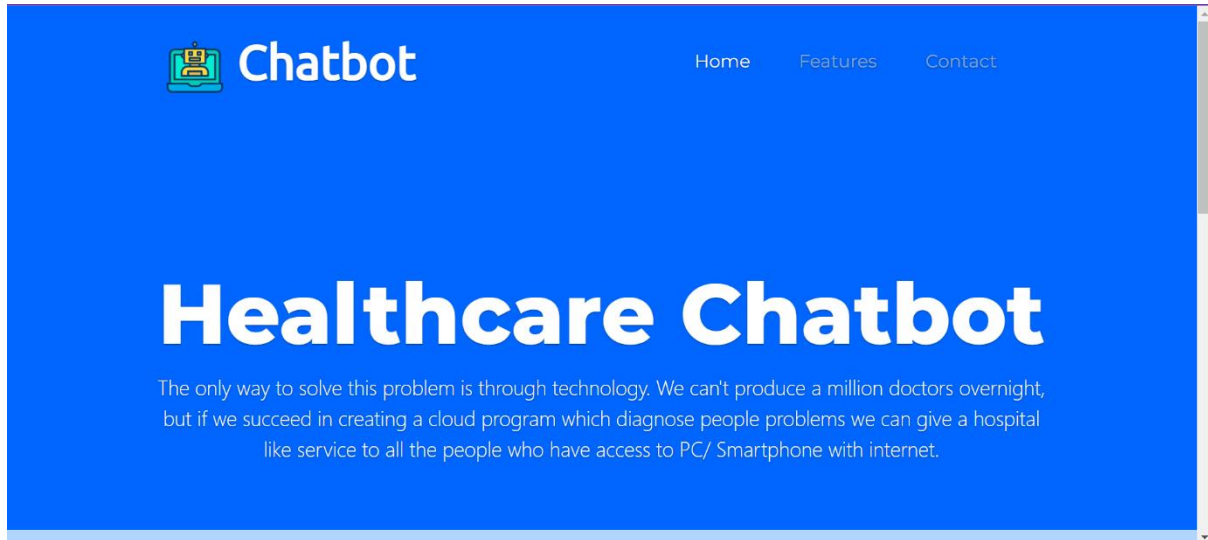 Chatbot
Home Features Contact
Healthcare Chatbot
The only way to solve this problem is through technology. We can't produce a million doctors overnight,
but if we succeed in creating a cloud program which diagnose people problems we can give a hospital
like service to all the people who have access to PC/ Smartphone with internet.